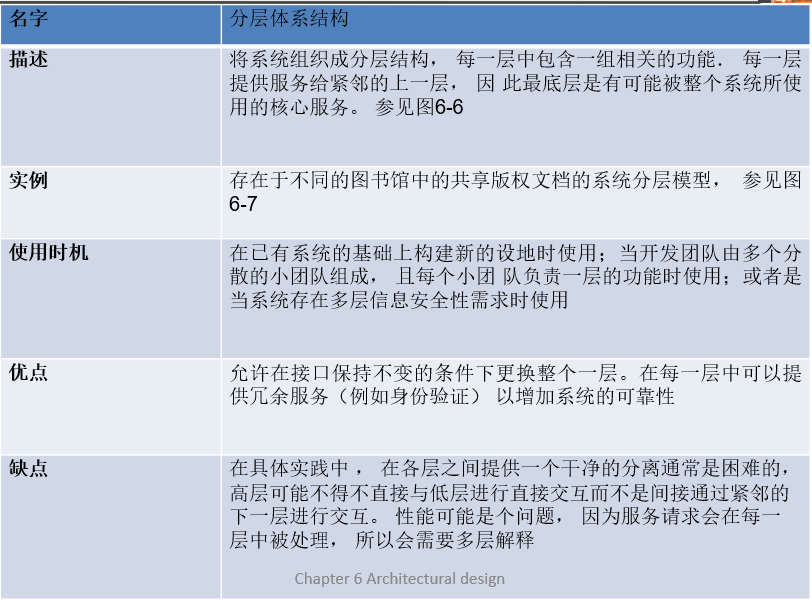 名字
分层体系结构
描述
将系统组织成分层结构， 每一层中包含一组相关的功能． 每一层
提供服务给紧邻的上一层， 因 此最底层是有可能被整个系统所使
用的核心服务。 参见图6-6
实例
存在于不同的图书馆中的共享版权文档的系统分层模型， 参见图
6-7
使用时机
在已有系统的基础上构建新的设地时使用；当开发团队由多个分
散的小团队组成， 且每个小团 队负责一层的功能时使用；或者是
当系统存在多层信息安全性需求时使用
优点
允许在接口保持不变的条件下更换整个一层。在每一层中可以提
供冗余服务（例如身份验证） 以增加系统的可靠性
缺点
在具体实践中 ， 在各层之间提供一个干净的分离通常是困难的，
高层可能不得不直接与低层进行直接交互而不是间接通过紧邻的
下一层进行交互。 性能可能是个问题， 因为服务请求会在每一
层中被处理， 所以会需要多层解释
Chapter 6 Architectural design